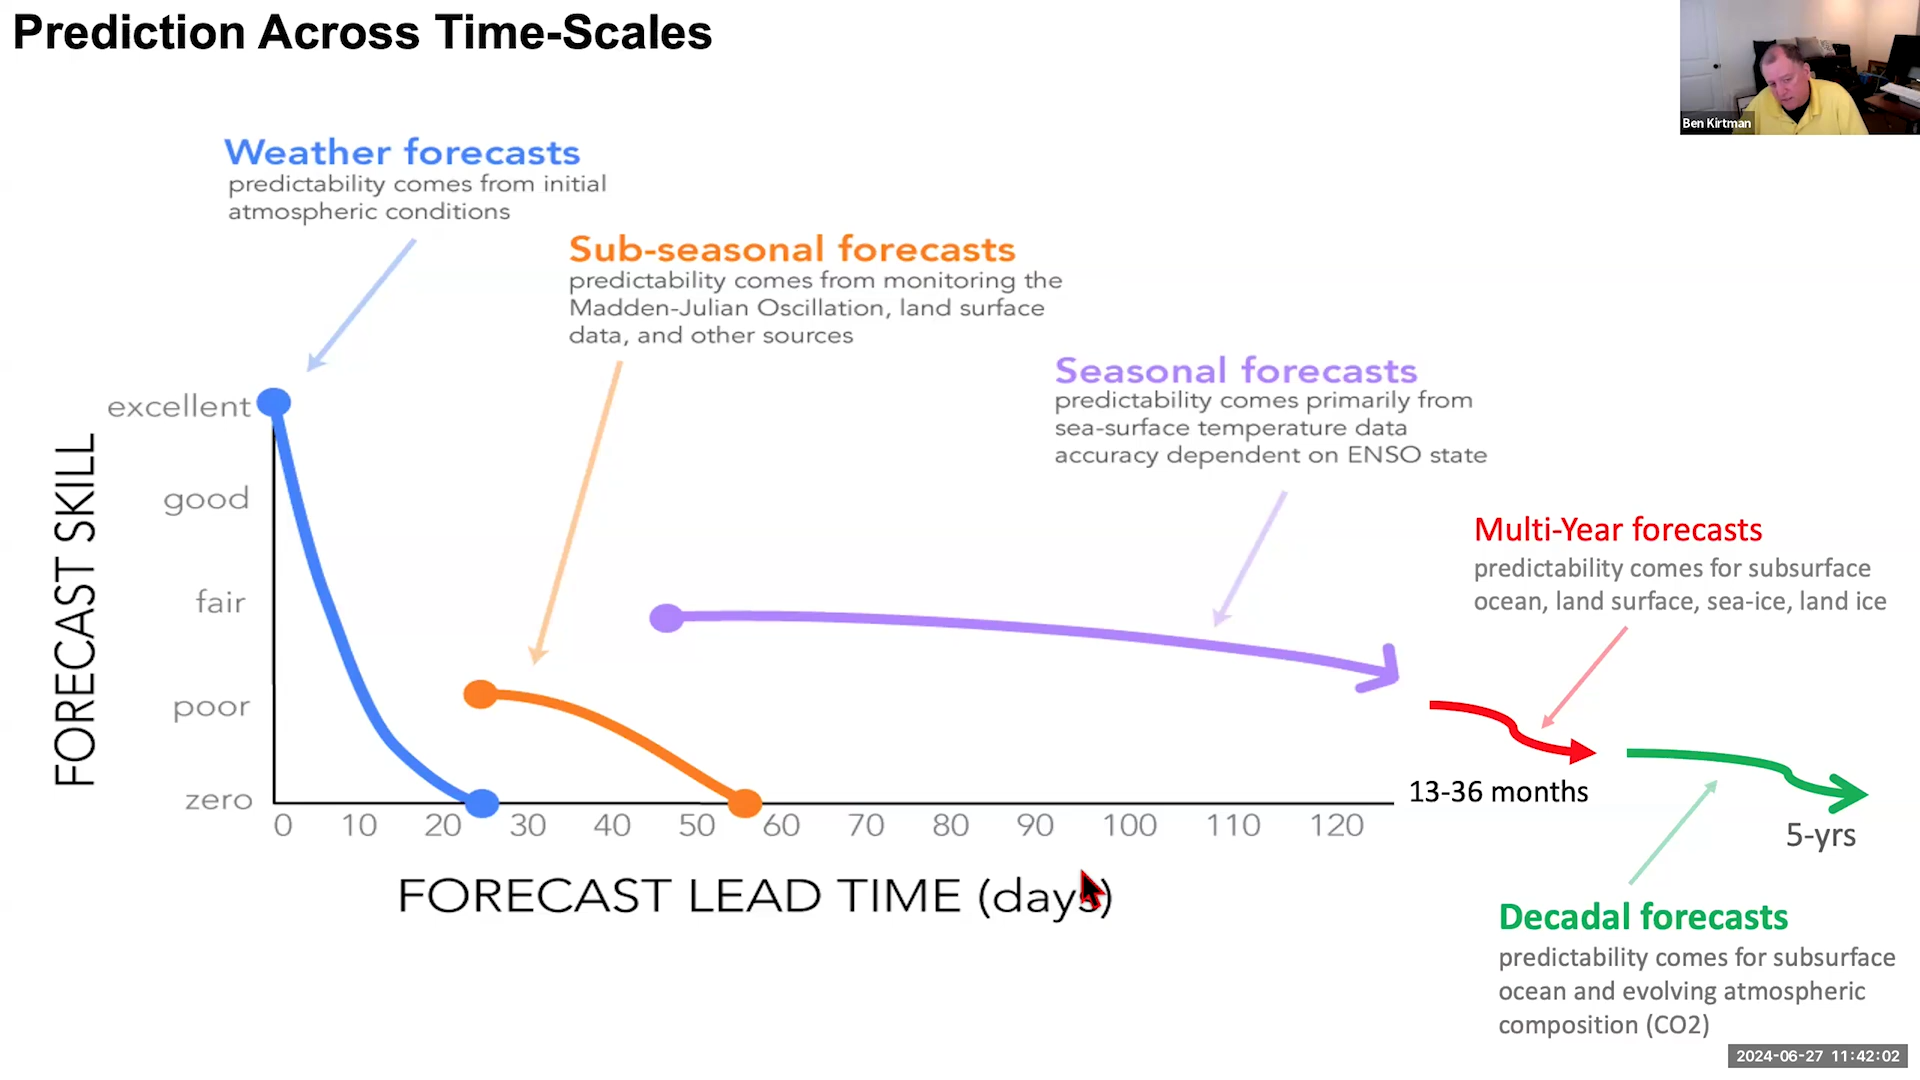 Prediction Across Time-Scales
Ben Kirtman
Weather forecasts
predictability comes from initial
atmospheric conditions
Sub-seasonal forecasts
predictability comes from monitoring the
Madden-Julian Oscillation, land surface
data, and other sources
Seasonal forecasts
predictability comes primarily from
sea-surface temperature data
accuracy dependent on ENSO state
Multi-Year forecasts
predictability comes for subsurface
ocean, land surface, sea-ice, land ice
FORECAST SKILL
excellent
good
fair
poor
zero
0 10 20 30 40 50 60 70 80 90 100 110 120
13-36 months
5-yrs
FORECAST LEAD TIME (days)
Decadal forecasts
predictability comes for subsurface
ocean and evolving atmospheric
composition (CO2)
2024-06-27 11:42:02